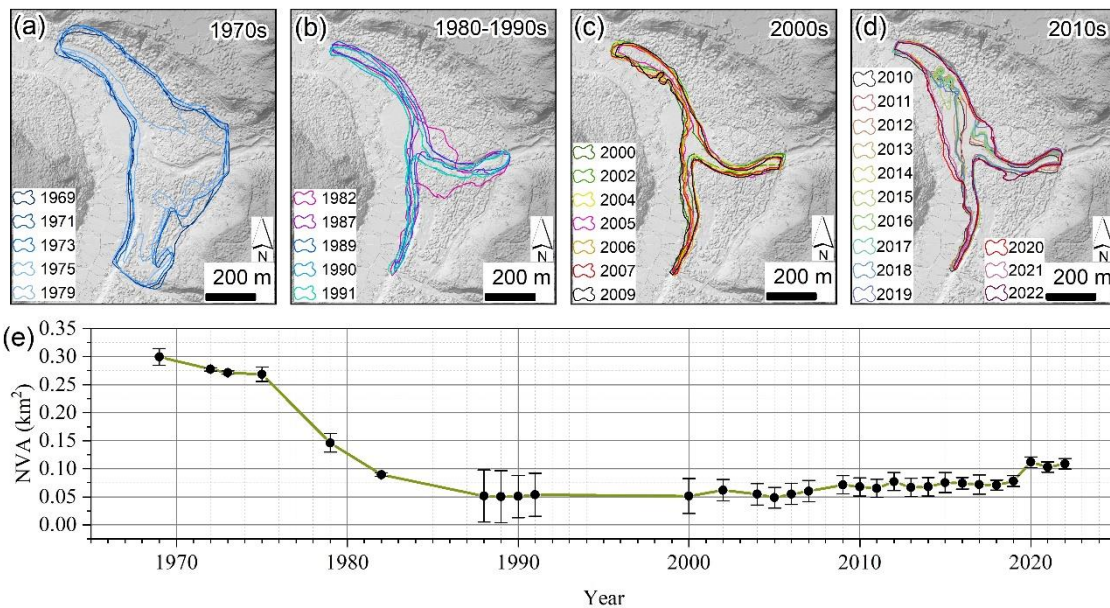 (a) 1970s
1969
1971
1973
1975
1979
N
200 m
(b) 1980-1990s
1982
1987
1989
1990
1991
N
200 m
(c) 2000s
2000
2002
2004
2005
2006
2007
2009
N
200 m
(d) 2010s
2010
2011
2012
2013
2014
2015
2016
2017
2018
2019
2020
2021
2022
N
200 m
(e)
NVA (km²)
0.35
0.30
0.25
0.20
0.15
0.10
0.05
0.00
1970 1980 1990 2000 2010 2020
Year